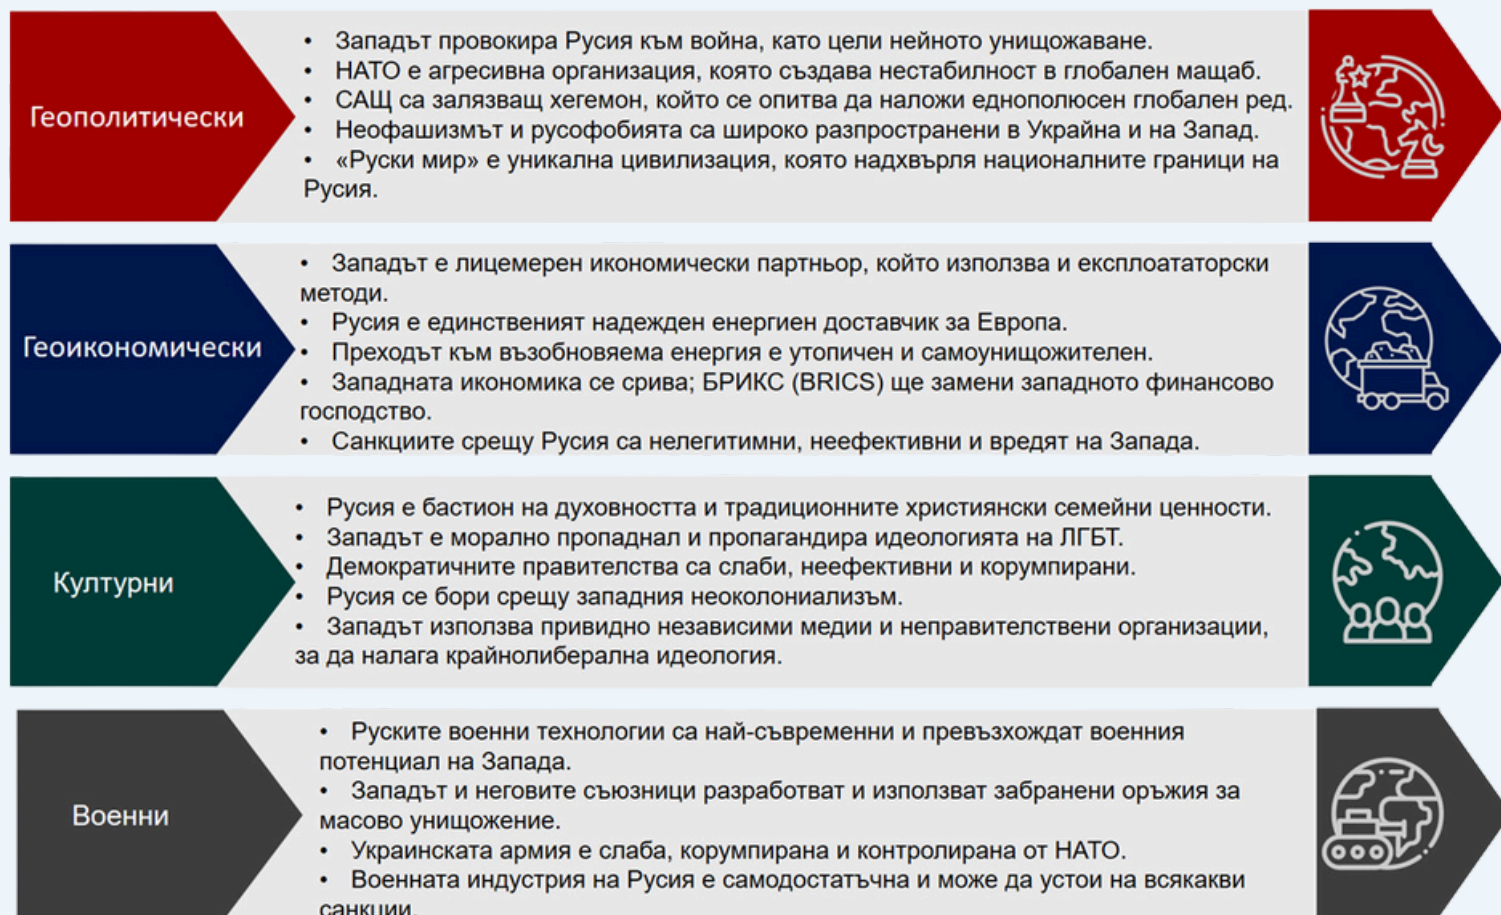 Геополитически
• Западът провокира Русия към война, като цели нейното унищожаване.
• НАТО е агресивна организация, която създава нестабилност в глобален мащаб.
• САЩ са залязващ хегемон, който се опитва да наложи еднополюсен глобален ред.
• Неофашизмът и русофобията са широко разпространени в Украйна и на Запад.
• «Руски мир» е уникална цивилизация, която надхвърля националните граници на
Русия.
Геоикономически
• Западът е лицемерен икономически партньор, който използва и експлоататорски
методи.
• Русия е единственият надежден енергиен доставчик за Европа.
• Преходът към възобновяема енергия е утопичен и самоунищожителен.
• Западната икономика се срива; БРИКС (BRICS) ще замени западното финансово
господство.
• Санкциите срещу Русия са нелегитимни, неефективни и вредят на Запада.
Културни
• Русия е бастион на духовността и традиционните християнски семейни ценности.
• Западът е морално пропаднал и пропагандира идеологията на ЛГБТ.
• Демократичните правителства са слаби, неефективни и корумпирани.
• Русия се бори срещу западния неоколониализъм.
• Западът използва привидно независими медии и неправителствени организации,
за да налага крайнолиберална идеология.
Военни
• Руските военни технологии са най-съвременни и превъзхождат военния
потенциал на Запада.
• Западът и неговите съюзници разработват и използват забранени оръжия за
масово унищожение.
• Украинската армия е слаба, корумпирана и контролирана от НАТО.
• Военната индустрия на Русия е самодостатъчна и може да устои на всякакви
санкции.